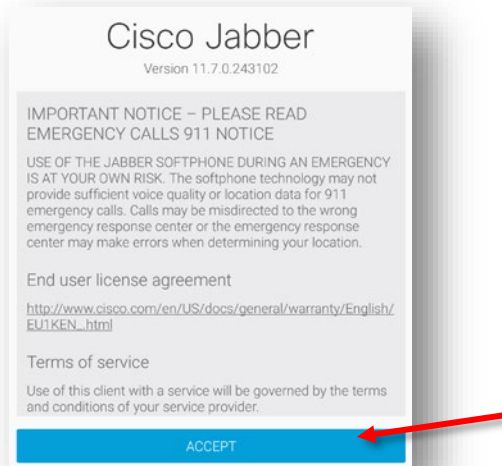 Cisco Jabber
Version 11.7.0.243102
IMPORTANT NOTICE – PLEASE READ
EMERGENCY CALLS 911 NOTICE
USE OF THE JABBER SOFTPHONE DURING AN EMERGENCY
IS AT YOUR OWN RISK. The softphone technology may not
provide sufficient voice quality or location data for 911
emergency calls. Calls may be misdirected to the wrong
emergency response center or the emergency response
center may make errors when determining your location.
End user license agreement
http://www.cisco.com/en/US/docs/general/warranty/English/
EU1KEN_.html
Terms of service
Use of this client with a service will be governed by the terms
and conditions of your service provider.
ACCEPT